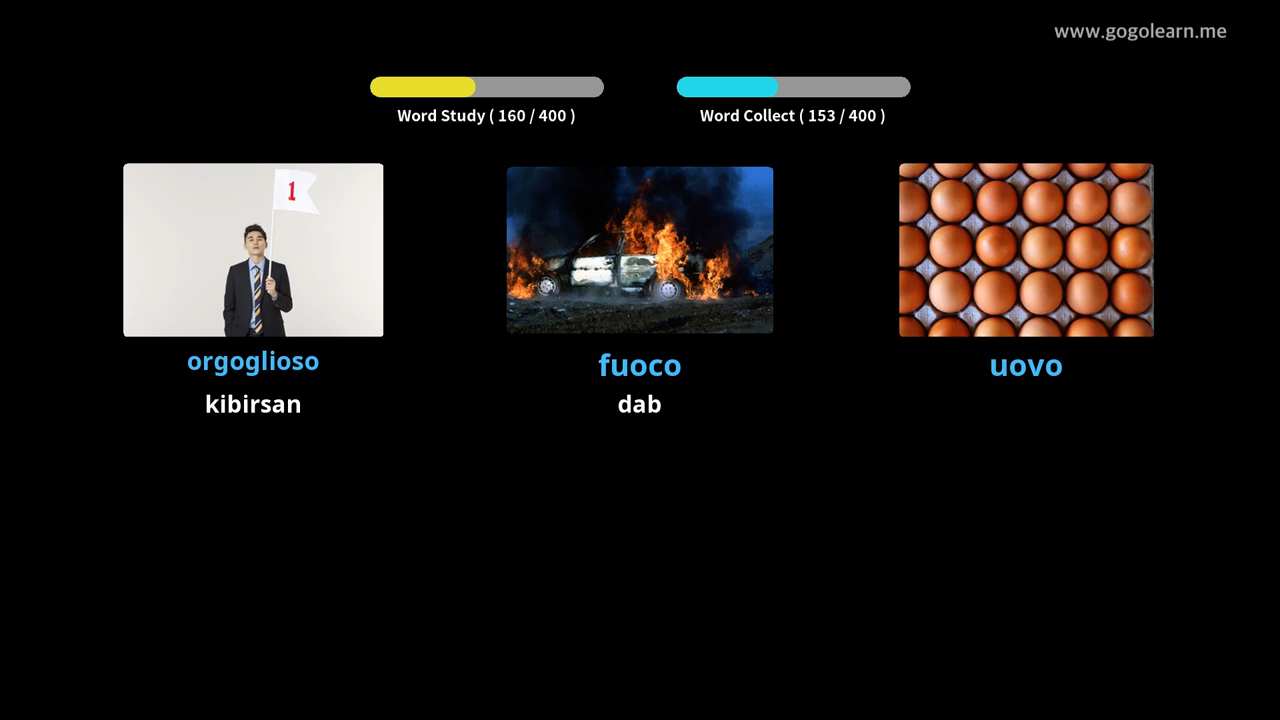 www.gogolearn.me
Word Study ( 160 / 400 )
Word Collect ( 153 / 400 )
1
orgoglioso
fuoco
uovo
kibirsan
dab